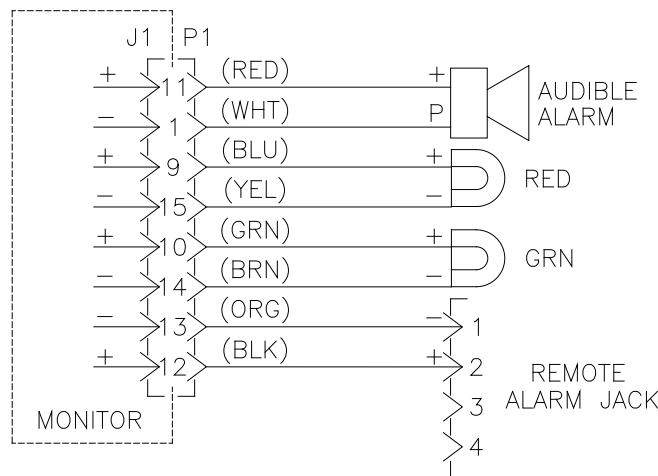 J1 P1
+ 11 (RED) + AUDIBLE
− 1 (WHT) P ALARM
+ 9 (BLU) + RED
− 15 (YEL) −
+ 10 (GRN) + GRN
− 14 (BRN) −
− 13 (ORG) − 1
+ 12 (BLK) + 2 REMOTE
3 ALARM JACK
MONITOR 4